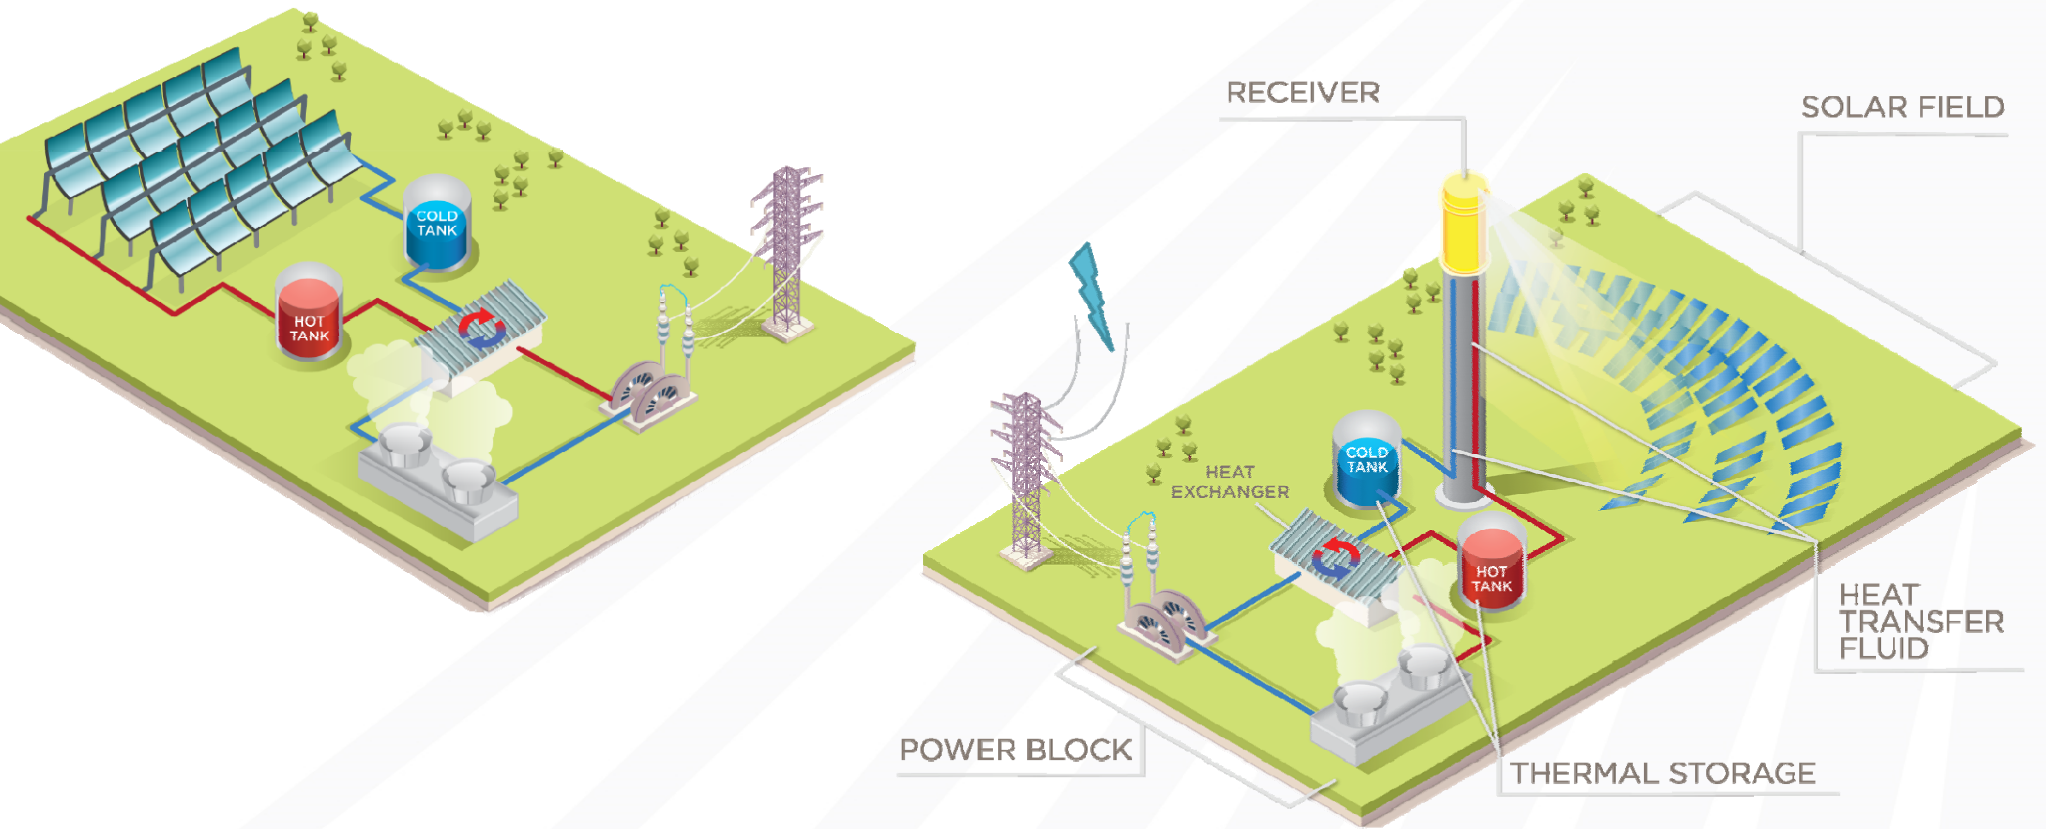 COLD
TANK
HOT
TANK
RECEIVER
SOLAR FIELD
COLD
TANK
HEAT
EXCHANGER
HOT
TANK
HEAT
TRANSFER
FLUID
POWER BLOCK
THERMAL STORAGE